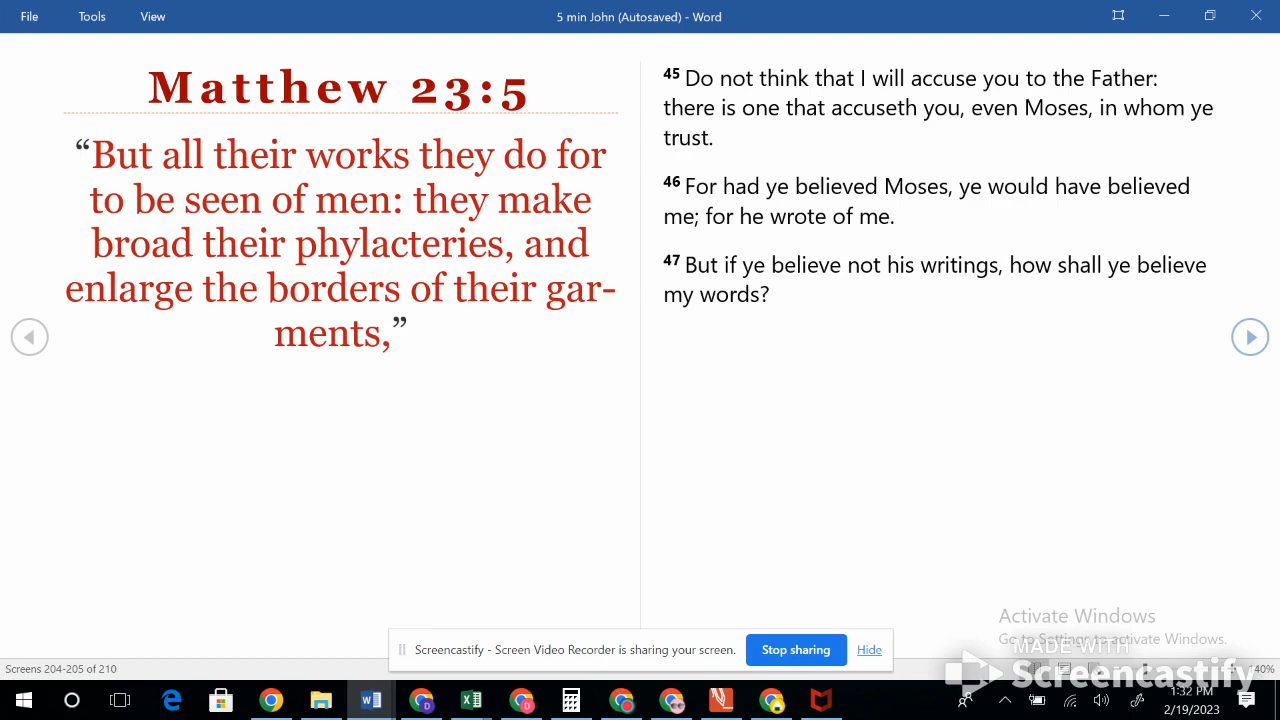 File Tools View 5 min John (Autosaved) - Word
Matthew 23:5
“But all their works they do for
to be seen of men: they make
broad their phylacteries, and
enlarge the borders of their gar-
ments,”
45 Do not think that I will accuse you to the Father:
there is one that accuseth you, even Moses, in whom ye
trust.
46 For had ye believed Moses, ye would have believed
me; for he wrote of me.
47 But if ye believe not his writings, how shall ye believe
my words?
Activate Windows
Go to Settings to activate Windows.
MADE WITH
Screencastify
Screencastify - Screen Video Recorder is sharing your screen. Stop sharing Hide
Screens 204-205 of 210 140%
1:32 PM
2/19/2023